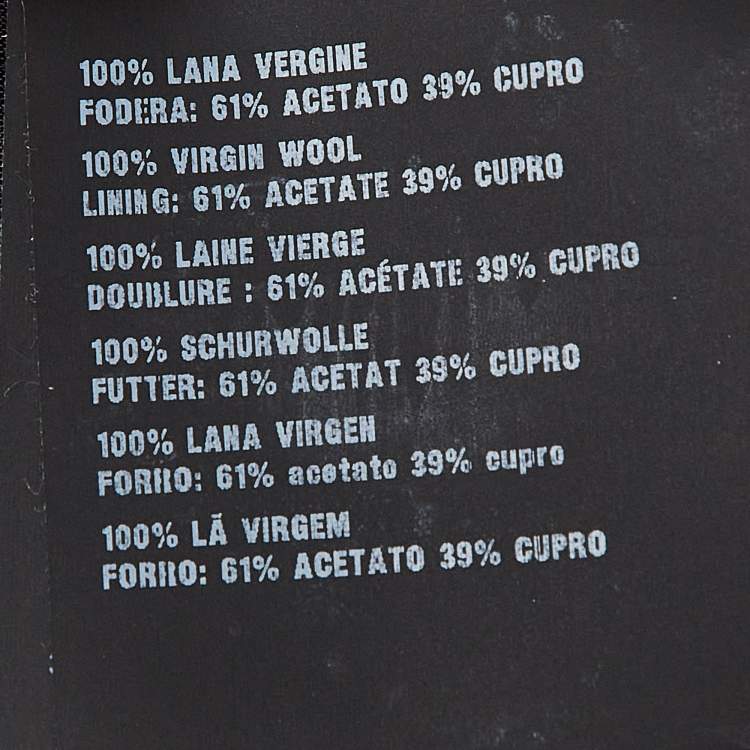 100% LANA VERGINE
FODERA: 61% ACETATO 39% CUPRO
100% VIRGIN WOOL
LINING: 61% ACETATE 39% CUPRO
100% LAINE VIERGE
DOUBLURE : 61% ACÉTATE 39% CUPRO
100% SCHURWOLLE
FUTTER: 61% ACETAT 39% CUPRO
100% LANA VIRGEN
FORRO: 61% acetato 39% cupro
100% LÃ VIRGEM
FORRO: 61% ACETATO 39% CUPRO